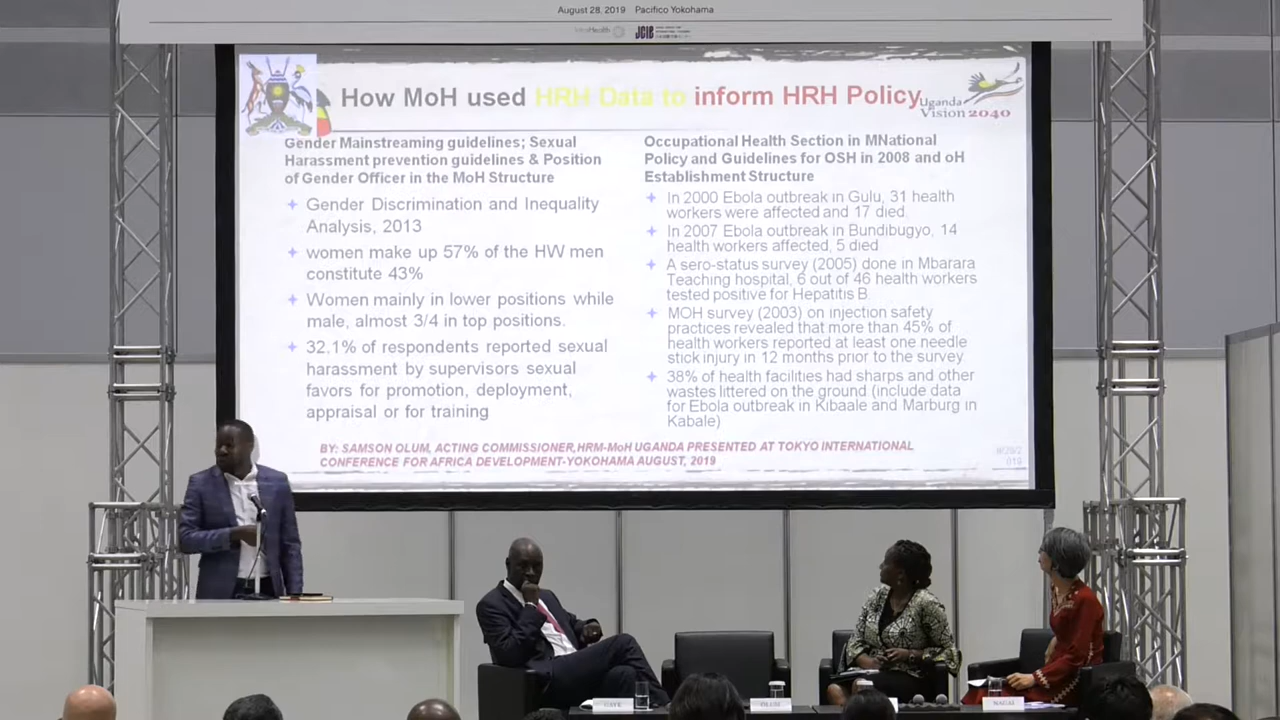 August 28, 2019 Pacifico Yokohama
IntraHealth JCIE
How MoH used HRH Data to inform HRH Policy
Uganda
Vision 2040
Gender Mainstreaming guidelines; Sexual
Harassment prevention guidelines & Position
of Gender Officer in the MoH Structure
Gender Discrimination and Inequality
Analysis, 2013
women make up 57% of the HW men
constitute 43%
Women mainly in lower positions while
male, almost 3/4 in top positions.
32.1% of respondents reported sexual
harassment by supervisors sexual
favors for promotion, deployment,
appraisal or for training
Occupational Health Section in MNational
Policy and Guidelines for OSH in 2008 and oH
Establishment Structure
In 2000 Ebola outbreak in Gulu, 31 health
workers were affected and 17 died.
In 2007 Ebola outbreak in Bundibugyo, 14
health workers affected, 5 died
A sero-status survey (2005) done in Mbarara
Teaching hospital, 6 out of 46 health workers
tested positive for Hepatitis B.
MOH survey (2003) on injection safety
practices revealed that more than 45% of
health workers reported at least one needle
stick injury in 12 months prior to the survey
38% of health facilities had sharps and other
wastes littered on the ground (include data
for Ebola outbreak in Kibaale and Marburg in
Kabale)
BY: SAMSON OLUM, ACTING COMMISSIONER,HRM-MoH UGANDA PRESENTED AT TOKYO INTERNATIONAL
CONFERENCE FOR AFRICA DEVELOPMENT-YOKOHAMA AUGUST, 2019
OLUM